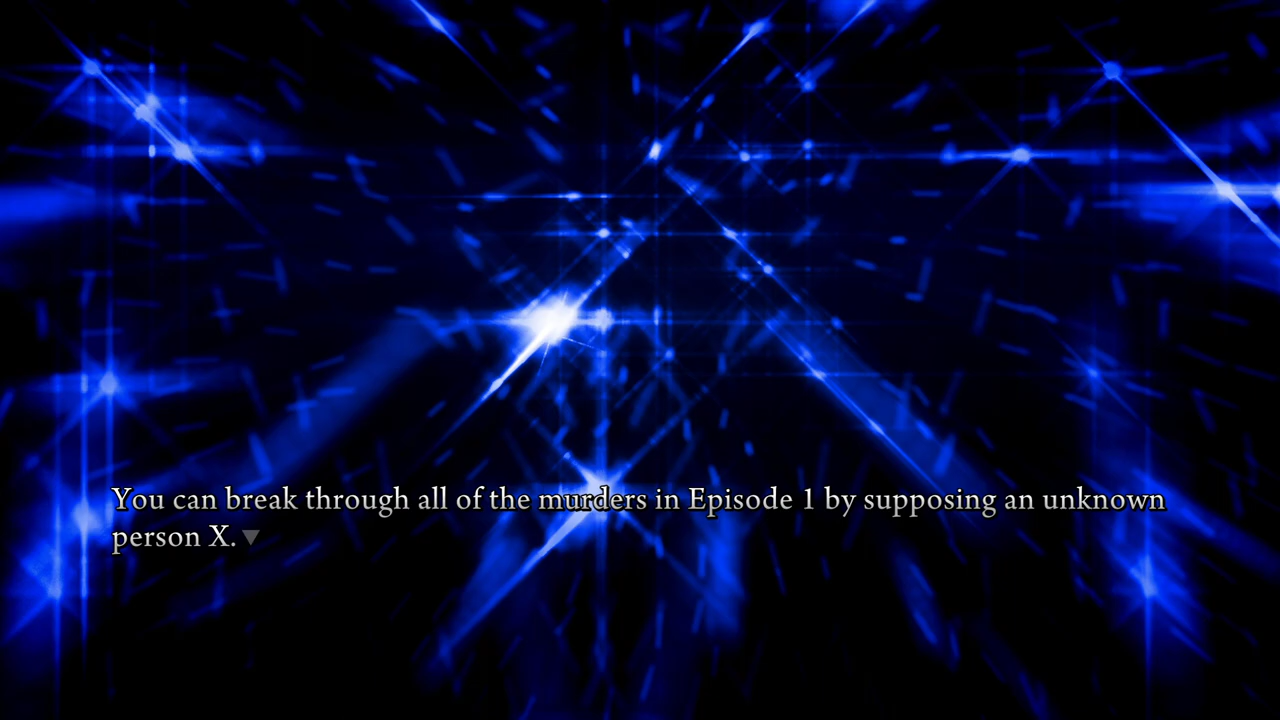 You can break through all of the murders in Episode 1 by supposing an unknown
person X.